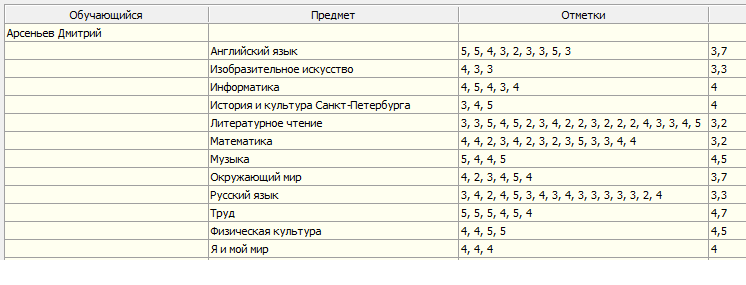 Обучающийся Предмет Отметки
Арсеньев Дмитрий
Английский язык 5, 5, 4, 3, 2, 3, 3, 5, 3 3,7
Изобразительное искусство 4, 3, 3 3,3
Информатика 4, 5, 4, 3, 4 4
История и культура Санкт-Петербурга 3, 4, 5 4
Литературное чтение 3, 3, 5, 4, 5, 2, 3, 4, 2, 2, 3, 2, 2, 2, 4, 3, 3, 4, 5 3,2
Математика 4, 4, 2, 3, 4, 2, 3, 2, 3, 5, 3, 3, 4, 4 3,2
Музыка 5, 4, 4, 5 4,5
Окружающий мир 4, 2, 3, 4, 5, 4 3,7
Русский язык 3, 4, 2, 4, 5, 3, 4, 3, 4, 3, 3, 3, 3, 3, 2, 4 3,3
Труд 5, 5, 5, 4, 5, 4 4,7
Физическая культура 4, 4, 5, 5 4,5
Я и мой мир 4, 4, 4 4